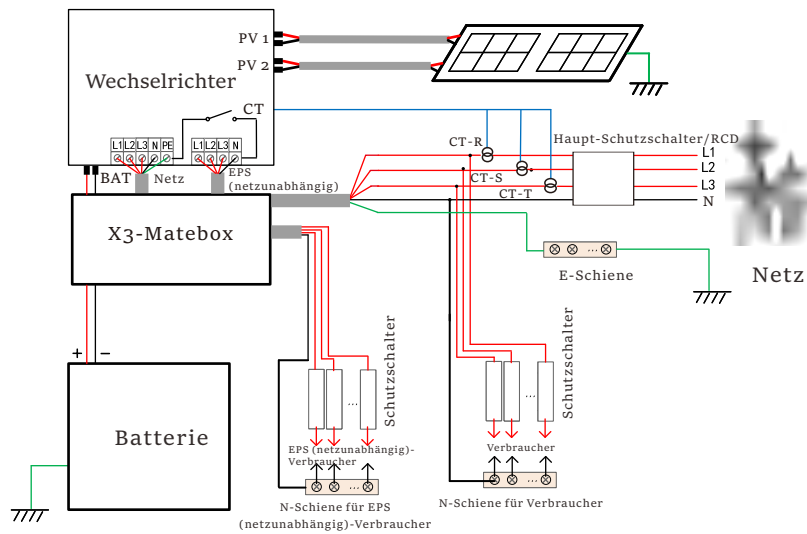 PV 1
PV 2
Wechselrichter
CT
L1 L2 L3 N PE
L1 L2 L3 N
BAT
Netz
EPS
(netzunabhängig)
CT-R
CT-S
CT-T
Haupt-Schutzschalter/RCD
L1
L2
L3
N
X3-Matebox
E-Schiene
Netz
+
−
Batterie
Schutzschalter
...
EPS (netzunabhängig)-
Verbraucher
...
N-Schiene für EPS
(netzunabhängig)-Verbraucher
Schutzschalter
...
Verbraucher
...
N-Schiene für Verbraucher